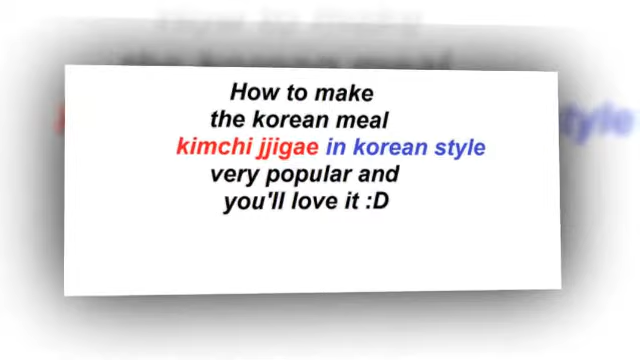 How to make
the korean meal
kimchi jjigae in korean style
very popular and
you'll love it :D